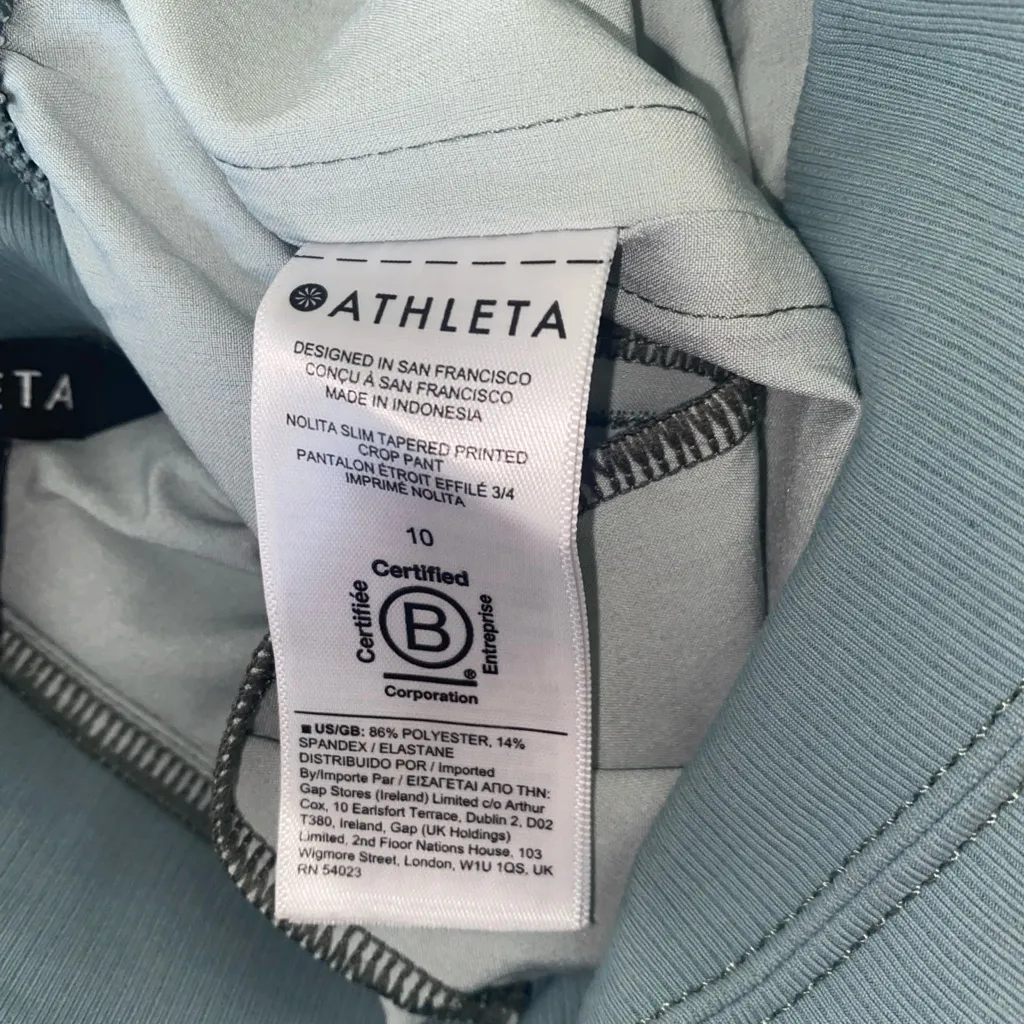 ATHLETA
DESIGNED IN SAN FRANCISCO
CONÇU À SAN FRANCISCO
MADE IN INDONESIA
NOLITA SLIM TAPERED PRINTED
CROP PANT
PANTALON ÉTROIT EFFILÉ 3/4
IMPRIMÉ NOLITA
10
Certified
Certifiée
B
Entreprise
®
Corporation
US/GB: 86% POLYESTER, 14%
SPANDEX / ELASTANE
DISTRIBUIDO POR / Imported
By/Importe Par / ΕΙΣΑΓΕΤΑΙ ΑΠΟ ΤΗΝ:
Gap Stores (Ireland) Limited c/o Arthur
Cox, 10 Earlsfort Terrace, Dublin 2, D02
T380, Ireland, Gap (UK Holdings)
Limited, 2nd Floor Nations House, 103
Wigmore Street, London, W1U 1QS, UK
RN 54023
ETA